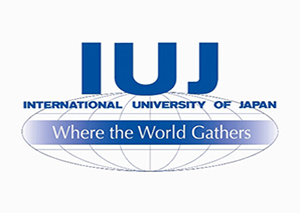 IUJ
INTERNATIONAL UNIVERSITY OF JAPAN
Where the World Gathers